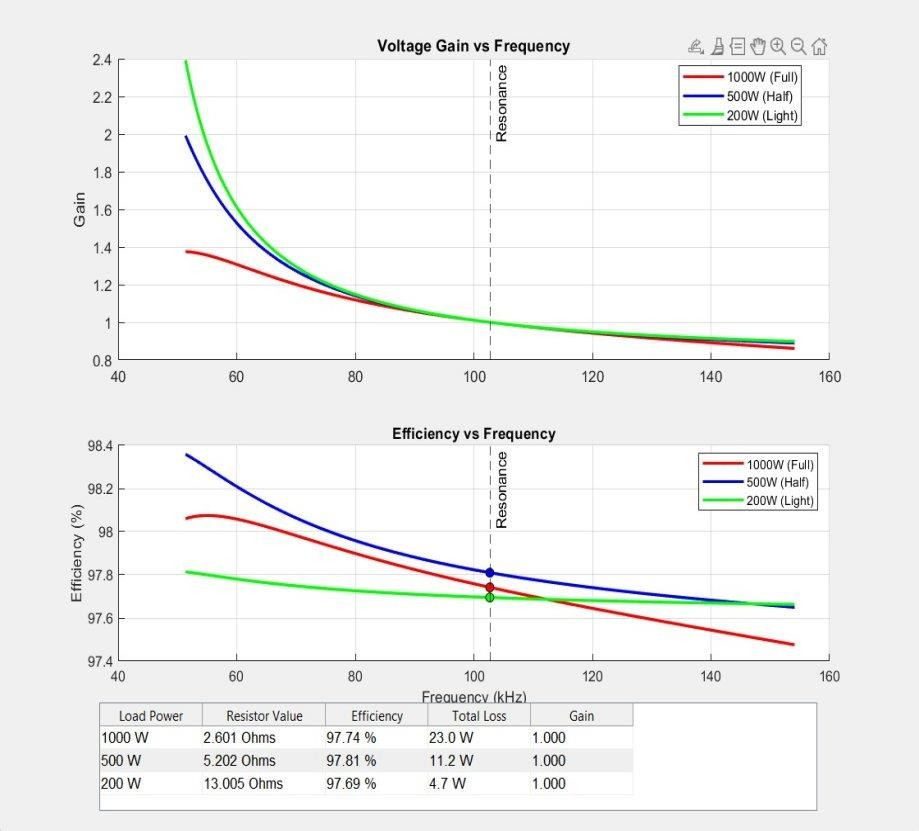 Voltage Gain vs Frequency
2.4
2.2
2
1.8
1.6
1.4
1.2
1
0.8
Gain
Resonance
1000W (Full)
500W (Half)
200W (Light)
40 60 80 100 120 140 160
Efficiency vs Frequency
98.4
98.2
98
97.8
97.6
97.4
Efficiency (%)
Resonance
1000W (Full)
500W (Half)
200W (Light)
40 60 80 100 120 140 160
Frequency (kHz)
Load Power Resistor Value Efficiency Total Loss Gain
1000 W 2.601 Ohms 97.74 % 23.0 W 1.000
500 W 5.202 Ohms 97.81 % 11.2 W 1.000
200 W 13.005 Ohms 97.69 % 4.7 W 1.000